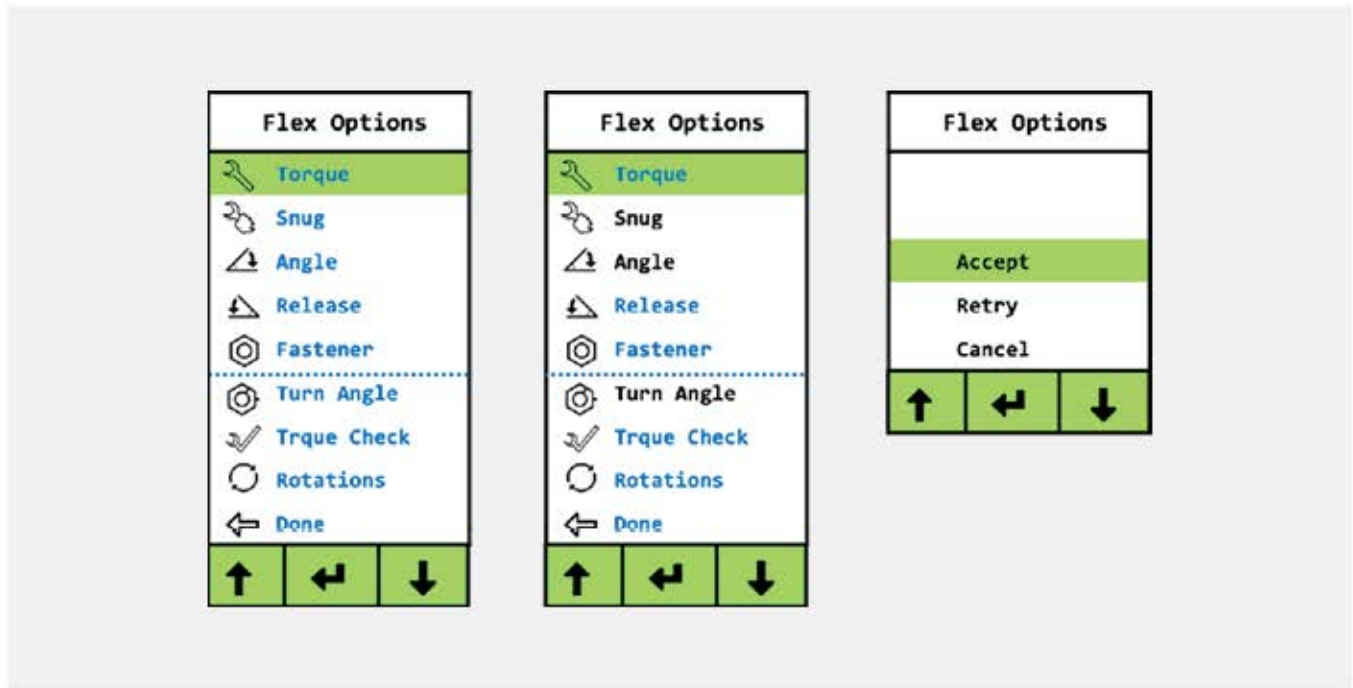 Flex Options
Torque
Snug
Angle
Release
Fastener
Turn Angle
Trque Check
Rotations
Done
Flex Options
Torque
Snug
Angle
Release
Fastener
Turn Angle
Trque Check
Rotations
Done
Flex Options
Accept
Retry
Cancel